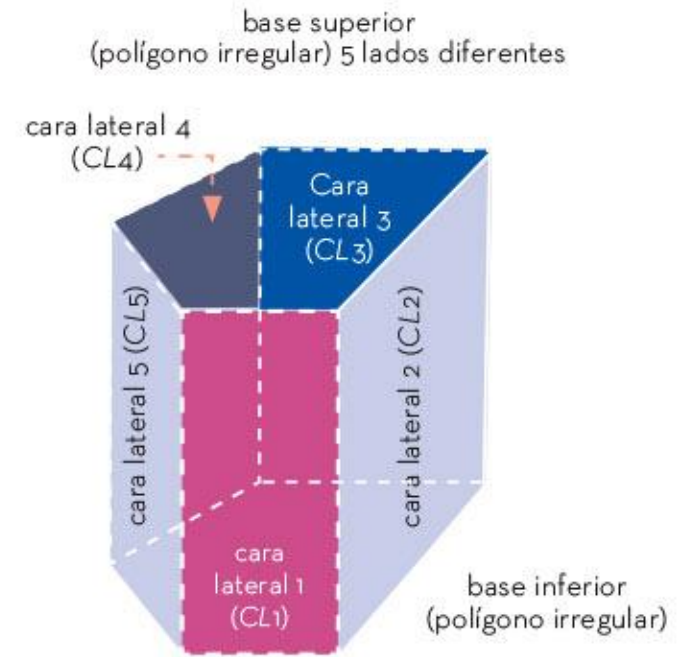 base superior
(polígono irregular) 5 lados diferentes
cara lateral 4
(CL4)
Cara
lateral 3
(CL3)
cara lateral 5 (CL5)
cara lateral 2 (CL2)
cara
lateral 1
(CL1)
base inferior
(polígono irregular)